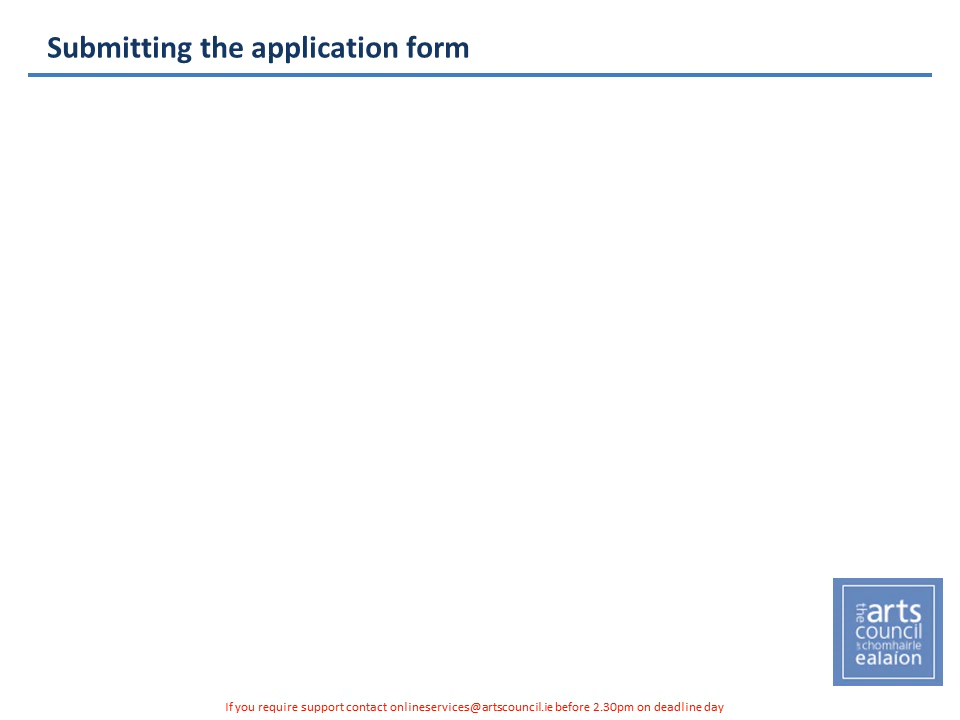 Submitting the application form
the arts
council
chomhairle
ealaíon
If you require support contact onlineservices@artscouncil.ie before 2.30pm on deadline day